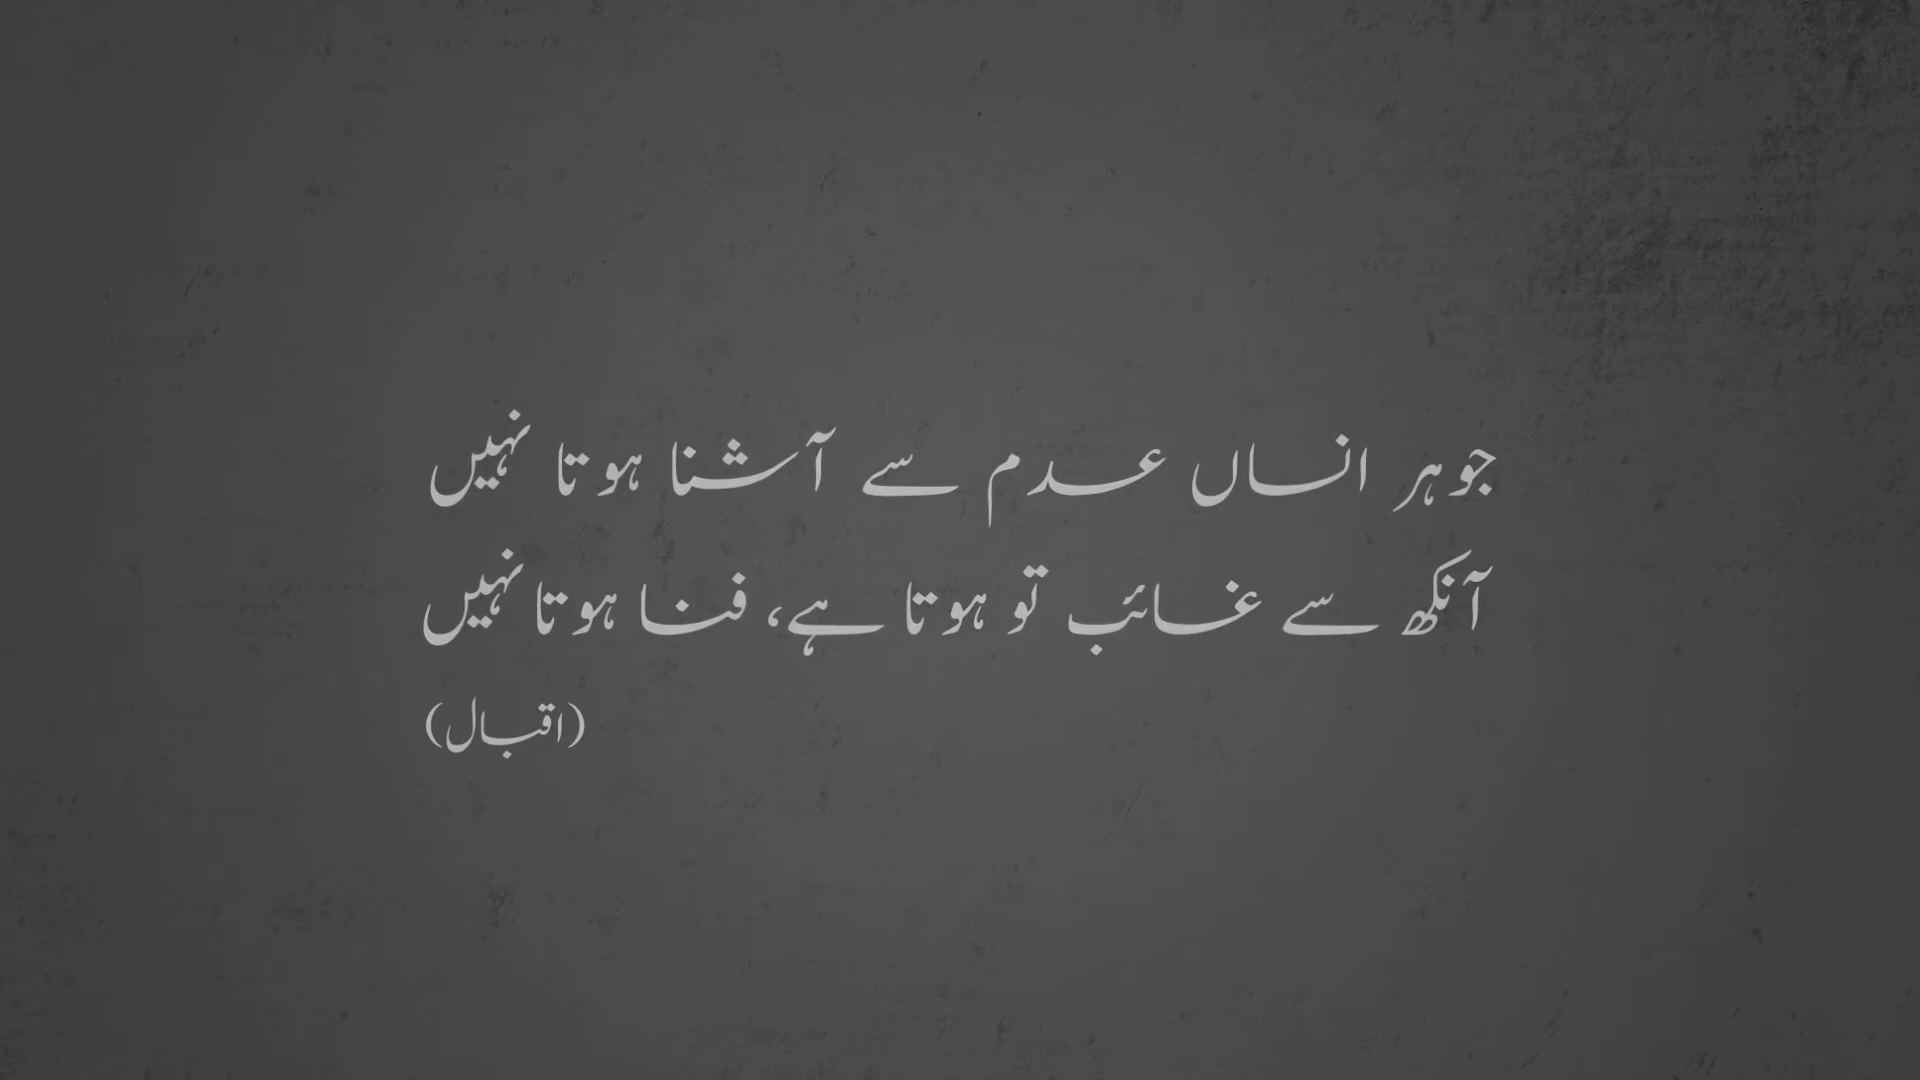 جوہر انساں عدم سے آشنا ہوتا نہیں
آنکھ سے غائب تو ہوتا ہے، فنا ہوتا نہیں
(اقبال)